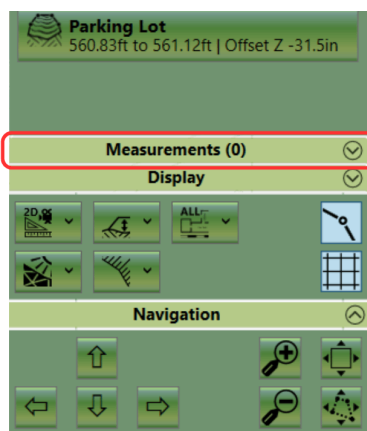 Parking Lot
560.83ft to 561.12ft | Offset Z -31.5in
Measurements (0)
Display
2D
ALL
Navigation